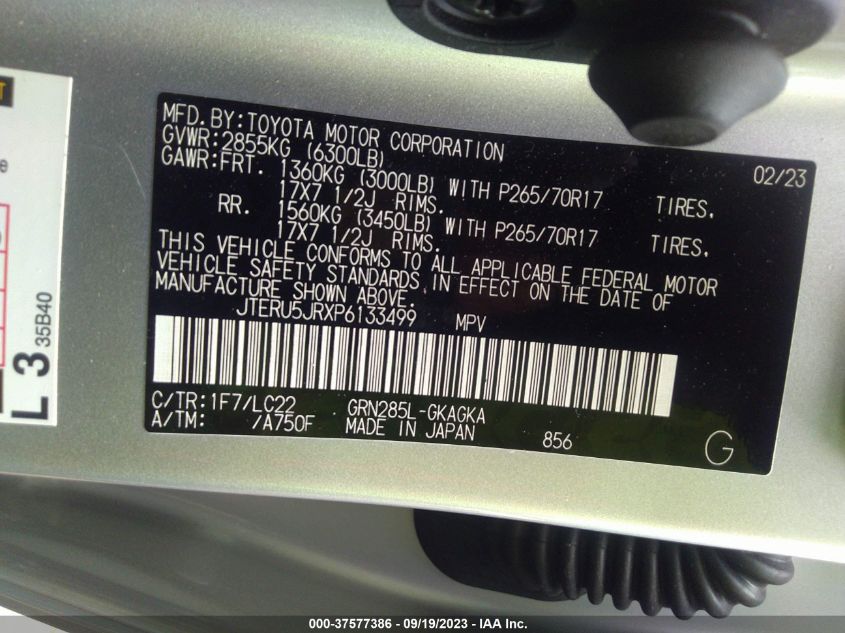 MFD.BY:TOYOTA MOTOR CORPORATION 02/23
GVWR:2855KG (6300LB)
GAWR:FRT. 1360KG (3000LB) WITH P265/70R17 TIRES,
17X7 1/2J RIMS.
RR. 1560KG (3450LB) WITH P265/70R17 TIRES,
17X7 1/2J RIMS.
THIS VEHICLE CONFORMS TO ALL APPLICABLE FEDERAL MOTOR
VEHICLE SAFETY STANDARDS IN EFFECT ON THE DATE OF
MANUFACTURE SHOWN ABOVE.
JTERU5JRXP6133499 MPV
C/TR:1F7/LC22 GRN285L-GKAGKA
A/TM: /A750F MADE IN JAPAN 856 G
L 3 35B40
000-37577386 - 09/19/2023 - IAA Inc.